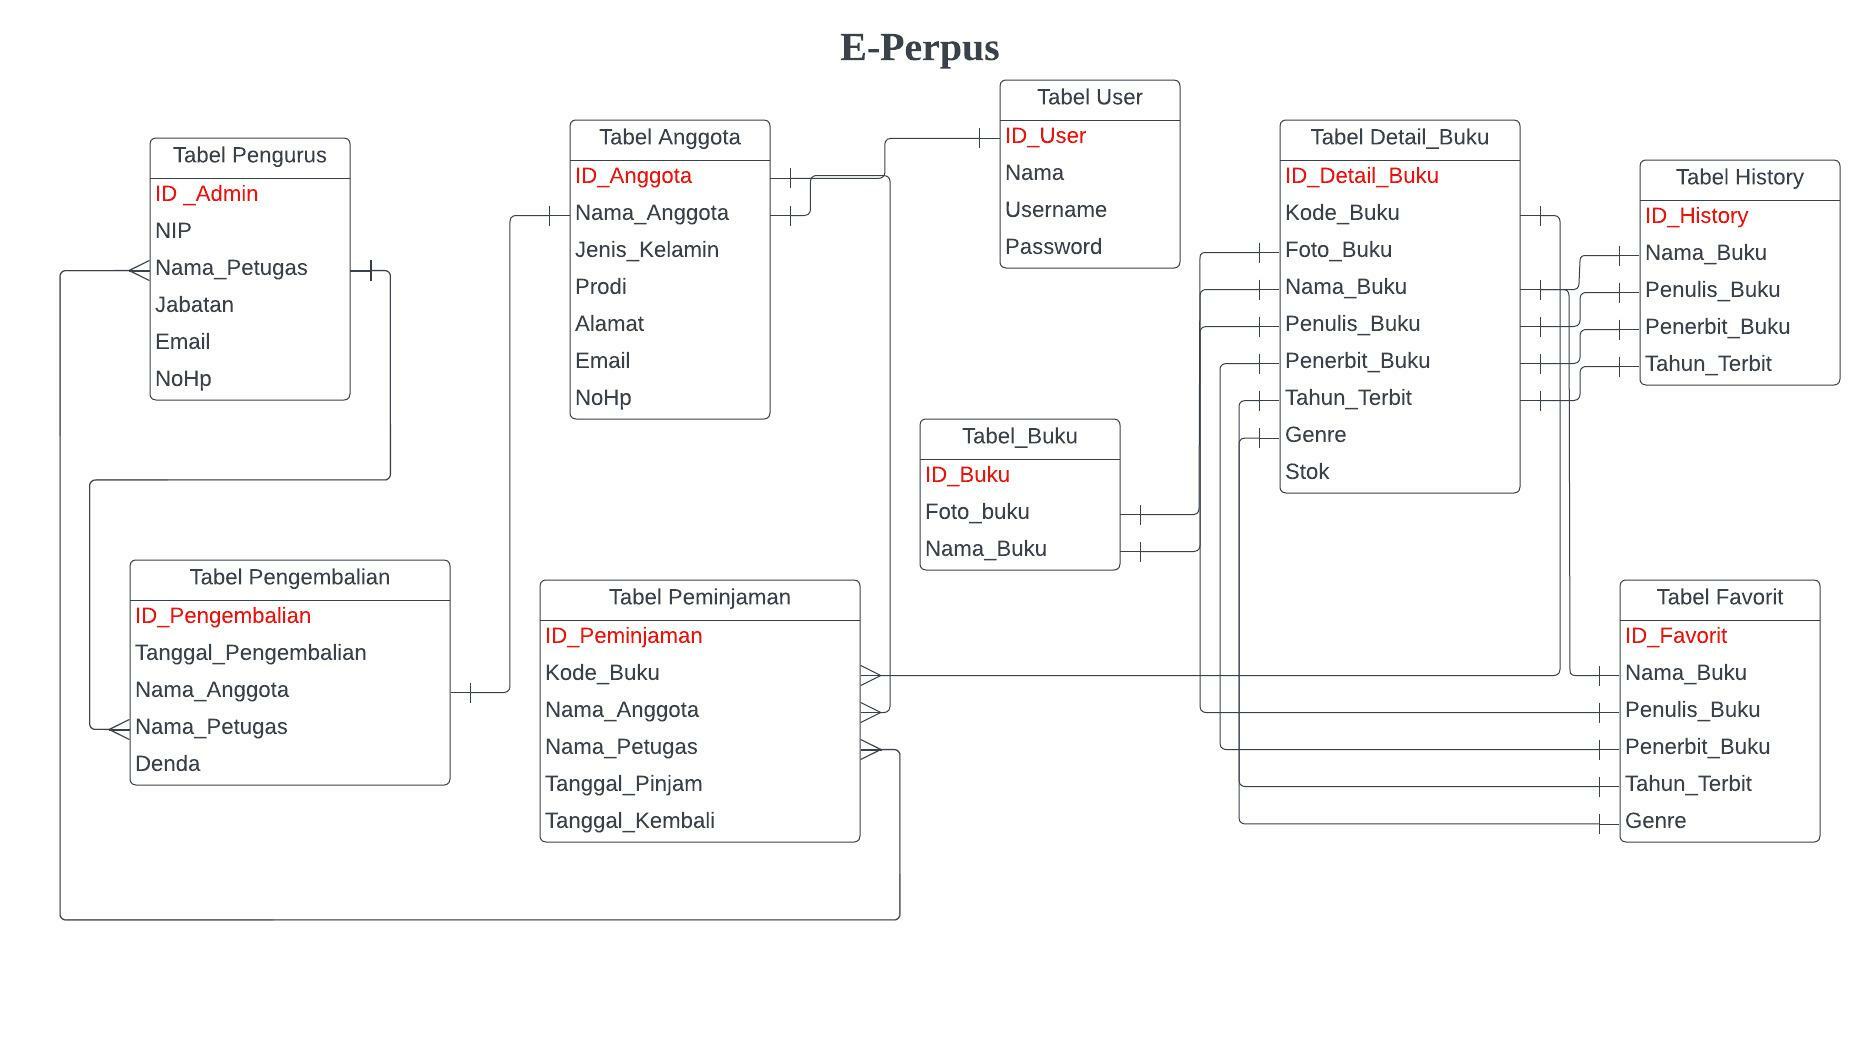 E-Perpus
Tabel Pengurus
ID _Admin
NIP
Nama_Petugas
Jabatan
Email
NoHp
Tabel Anggota
ID_Anggota
Nama_Anggota
Jenis_Kelamin
Prodi
Alamat
Email
NoHp
Tabel User
ID_User
Nama
Username
Password
Tabel Detail_Buku
ID_Detail_Buku
Kode_Buku
Foto_Buku
Nama_Buku
Penulis_Buku
Penerbit_Buku
Tahun_Terbit
Genre
Stok
Tabel History
ID_History
Nama_Buku
Penulis_Buku
Penerbit_Buku
Tahun_Terbit
Tabel_Buku
ID_Buku
Foto_buku
Nama_Buku
Tabel Pengembalian
ID_Pengembalian
Tanggal_Pengembalian
Nama_Anggota
Nama_Petugas
Denda
Tabel Peminjaman
ID_Peminjaman
Kode_Buku
Nama_Anggota
Nama_Petugas
Tanggal_Pinjam
Tanggal_Kembali
Tabel Favorit
ID_Favorit
Nama_Buku
Penulis_Buku
Penerbit_Buku
Tahun_Terbit
Genre